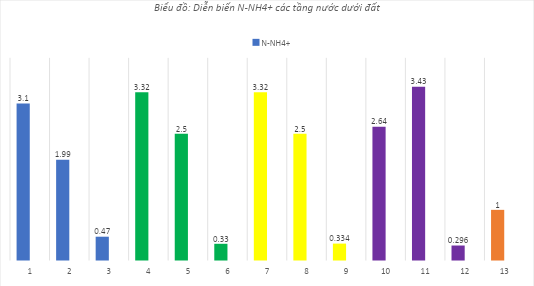 Biểu đồ: Diễn biến N-NH4+ các tầng nước dưới đất
N-NH4+
3.1 1.99 0.47 3.32 2.5 0.33 3.32 2.5 0.334 2.64 3.43 0.296 1
1 2 3 4 5 6 7 8 9 10 11 12 13